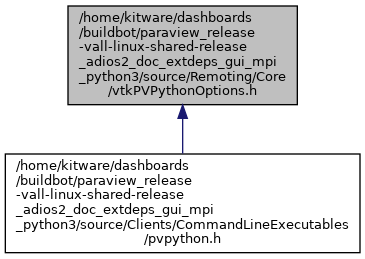 /home/kitware/dashboards
/buildbot/paraview_release
-vall-linux-shared-release
_adios2_doc_extdeps_gui_mpi
_python3/source/Remoting/Core
/vtkPVPythonOptions.h
/home/kitware/dashboards
/buildbot/paraview_release
-vall-linux-shared-release
_adios2_doc_extdeps_gui_mpi
_python3/source/Clients/CommandLineExecutables
/pvpython.h